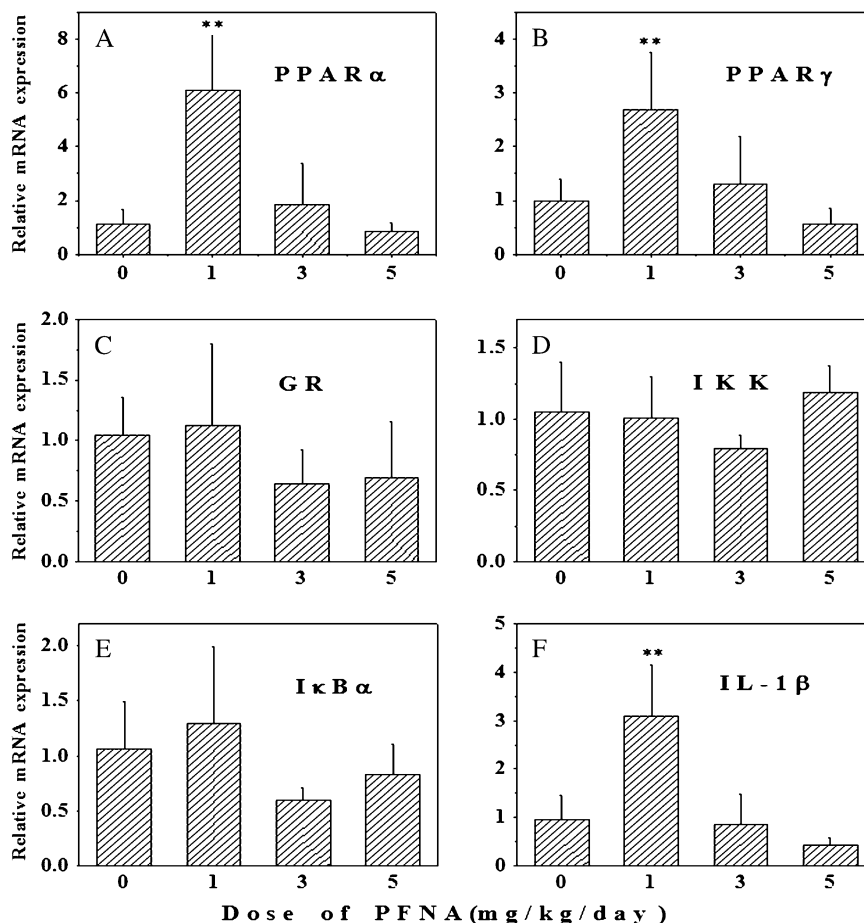 A
**
PPARα
8
6
4
2
0
0 1 3 5
Relative mRNA expression
B
**
PPARγ
4
3
2
1
0
0 1 3 5
C
GR
2.0
1.5
1.0
0.5
0.0
0 1 3 5
Relative mRNA expression
D
IKK
1.5
1.0
0.5
0.0
0 1 3 5
E
IκBα
2.0
1.5
1.0
0.5
0.0
0 1 3 5
Relative mRNA expression
F
**
IL-1β
5
4
3
2
1
0
0 1 3 5
Dose of PFNA(mg/kg/day)